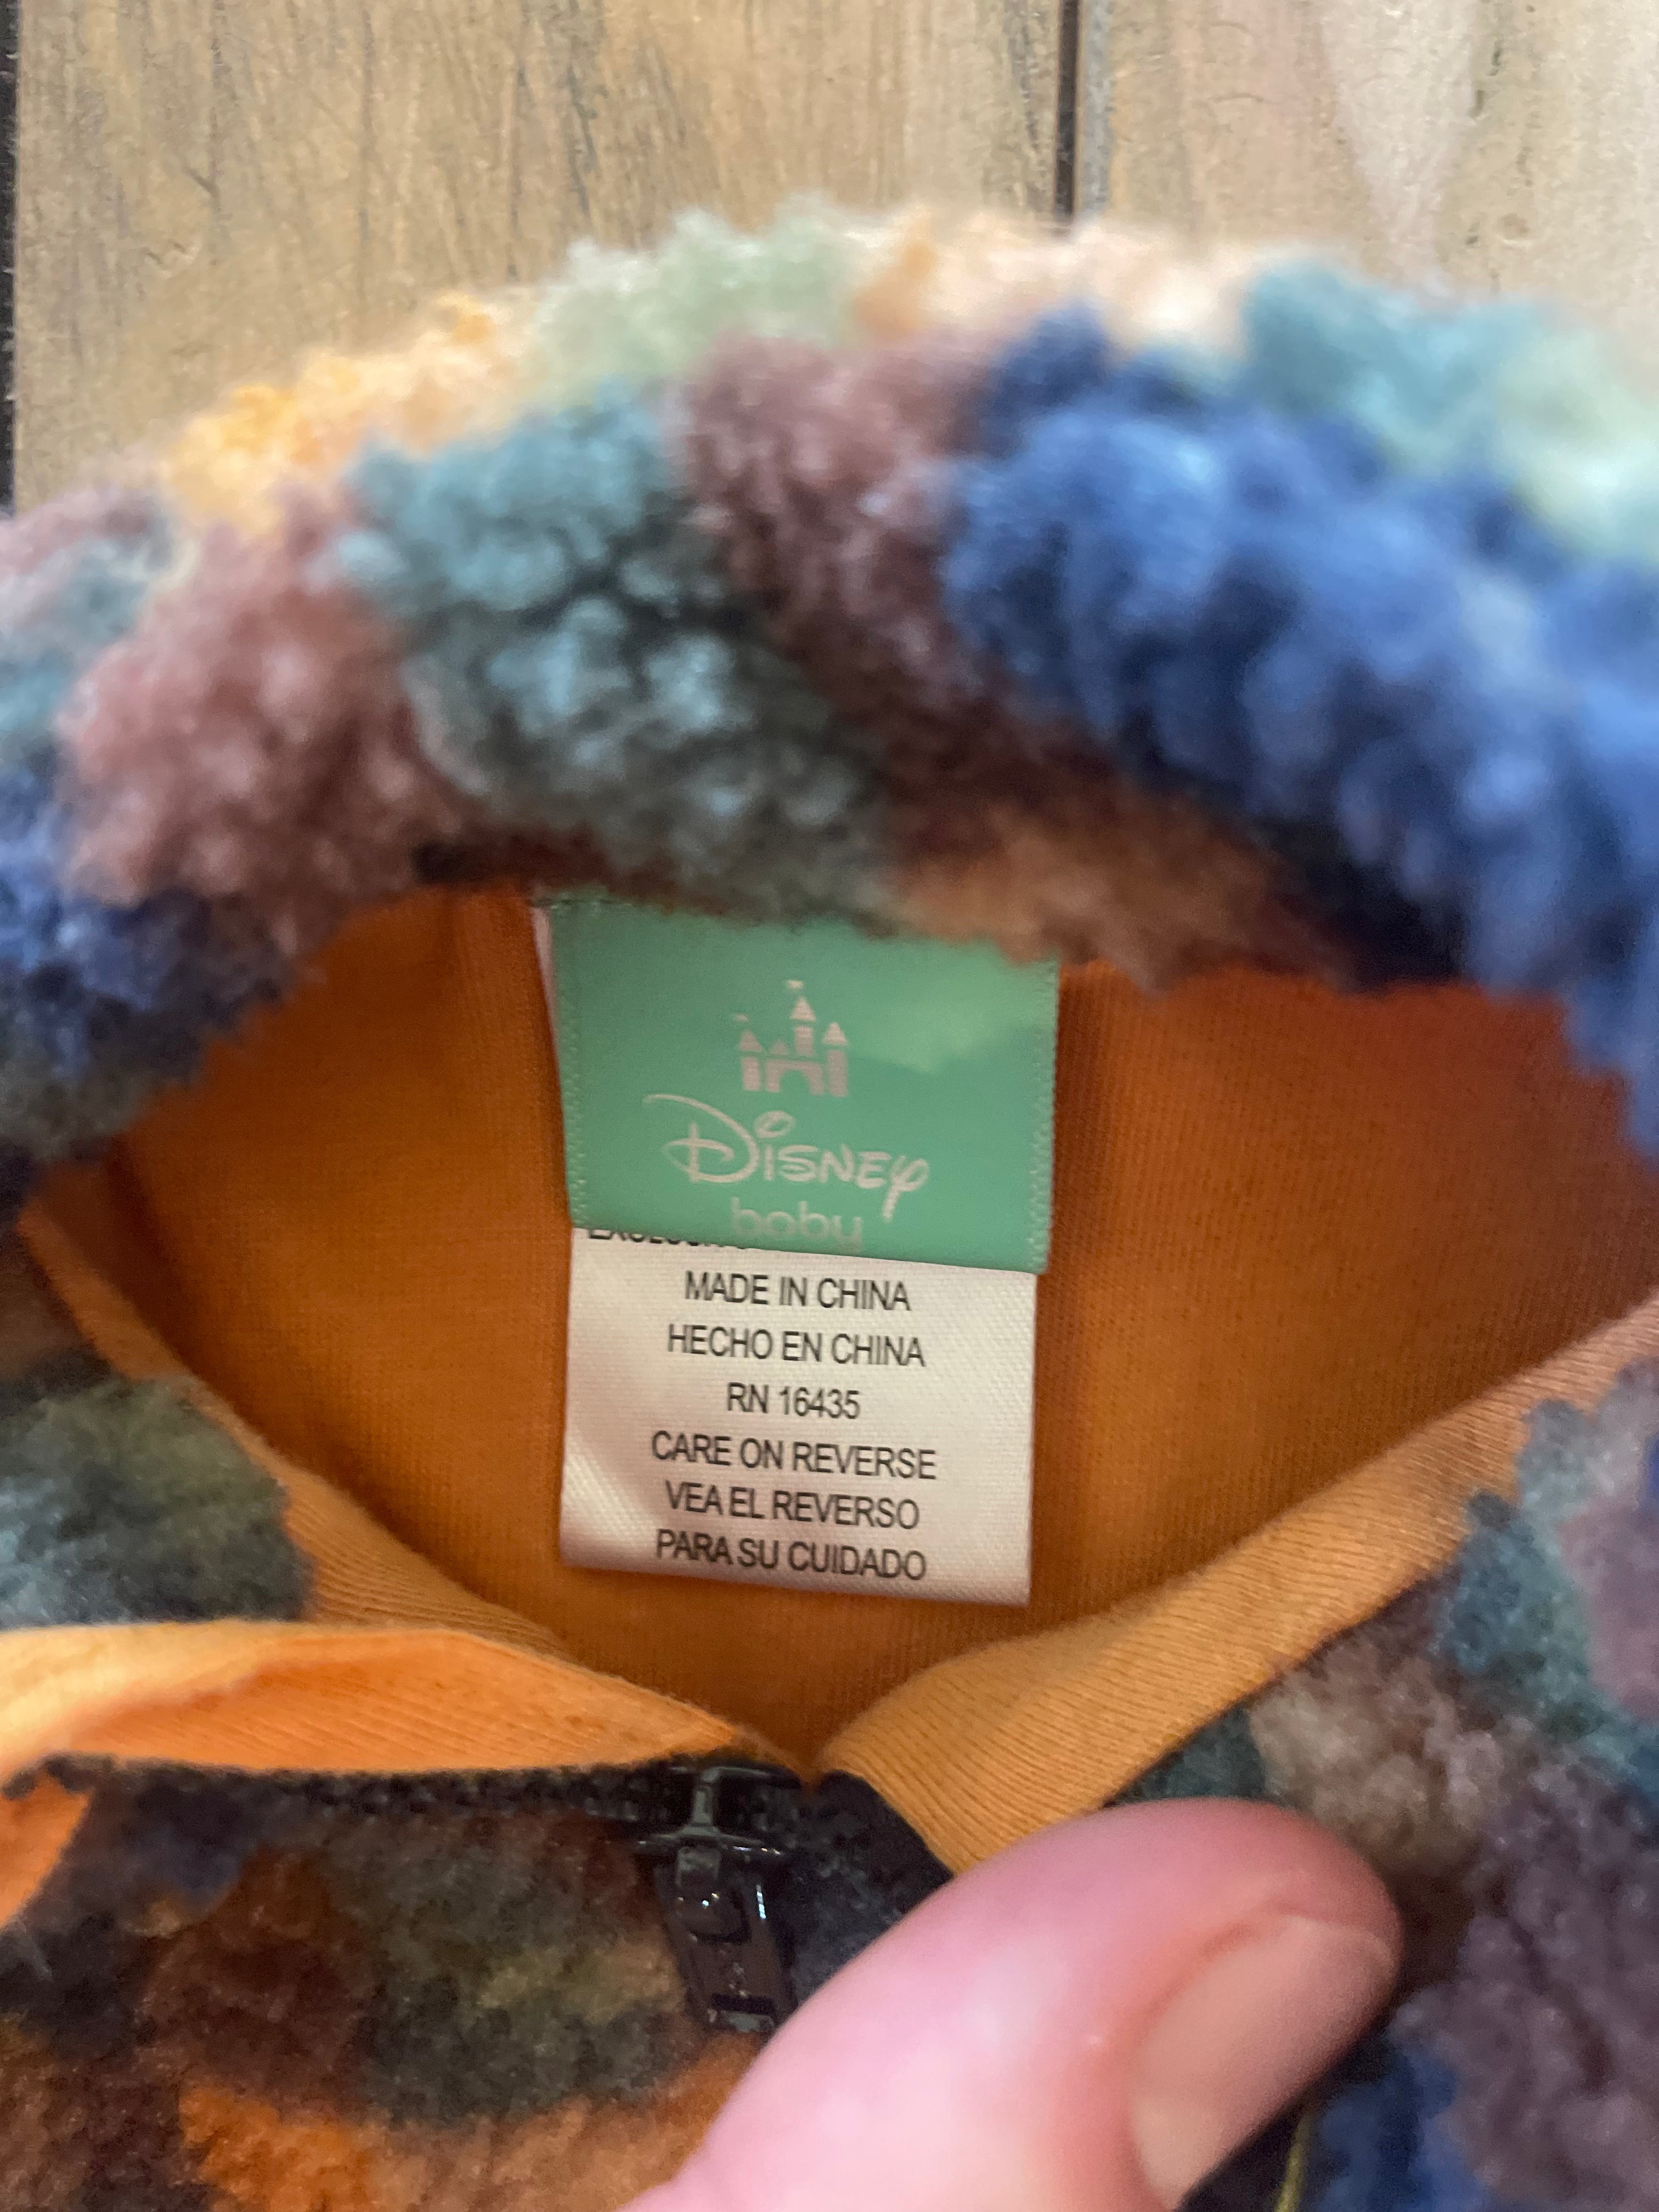 Disney
baby
MADE IN CHINA
HECHO EN CHINA
RN 16435
CARE ON REVERSE
VEA EL REVERSO
PARA SU CUIDADO